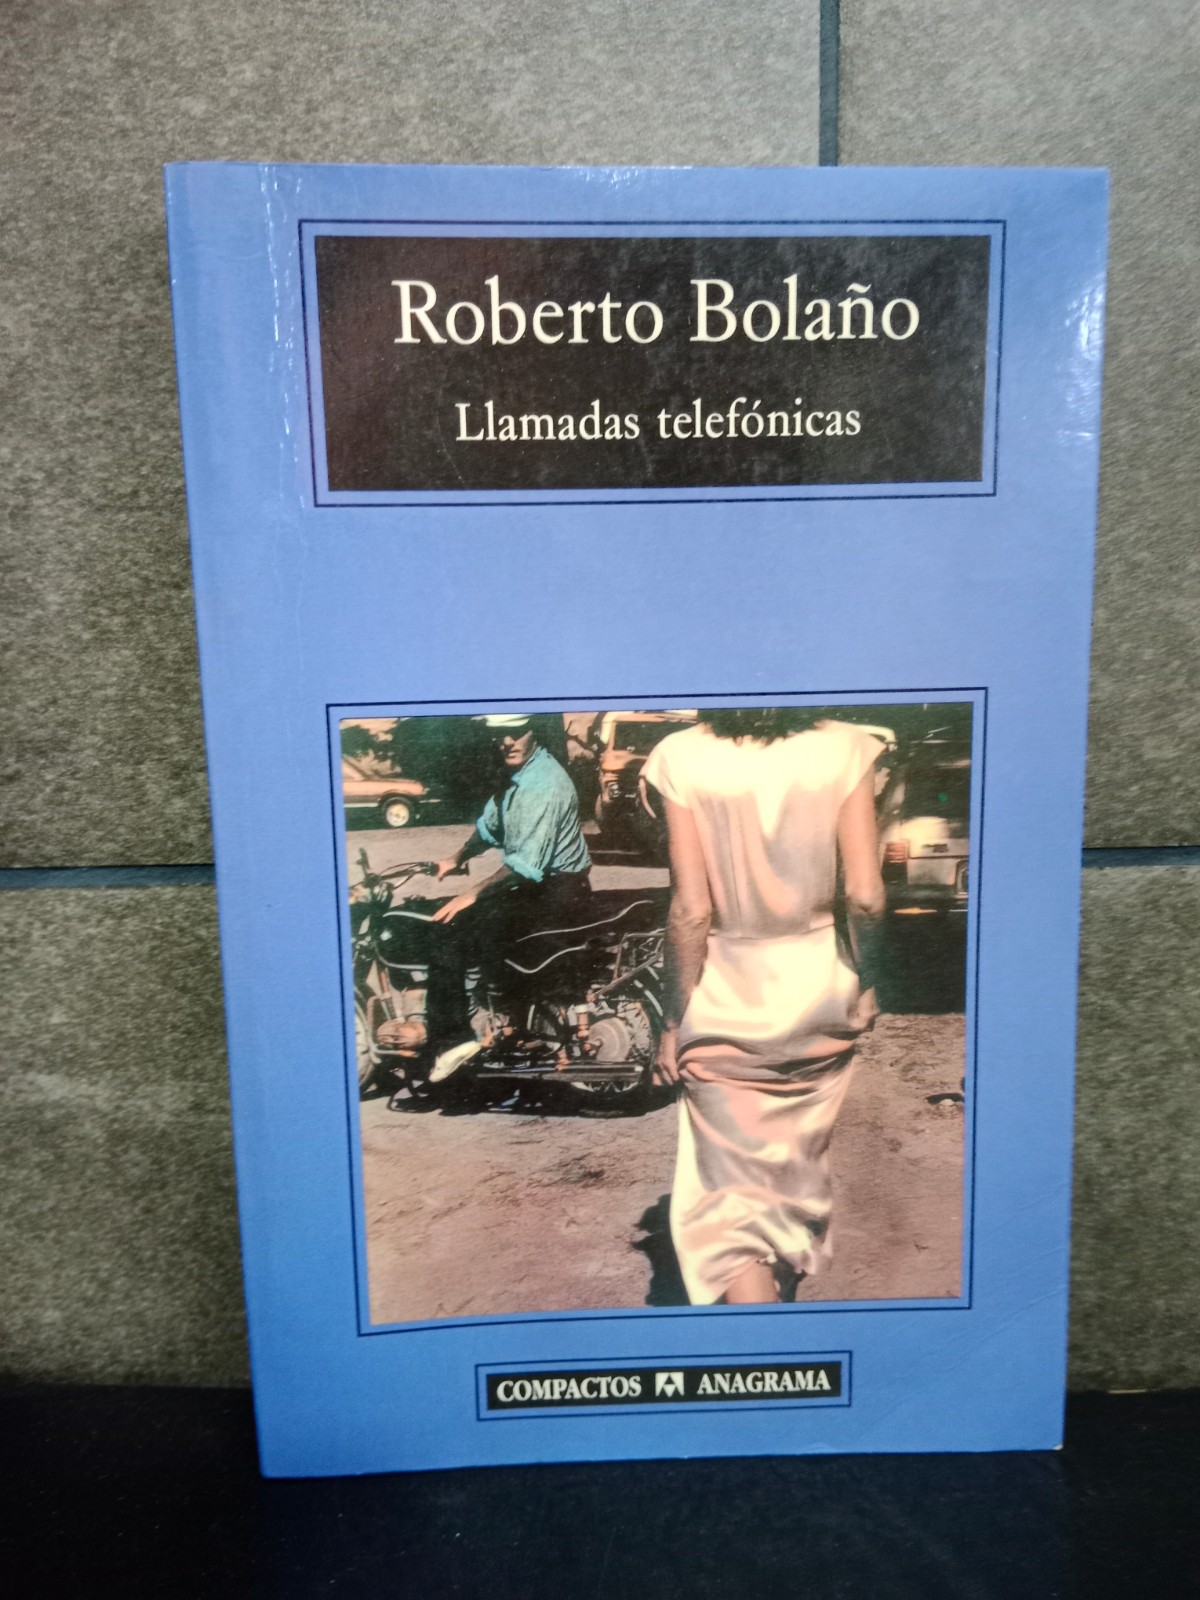 Roberto Bolaño
Llamadas telefónicas
COMPACTOS ANAGRAMA